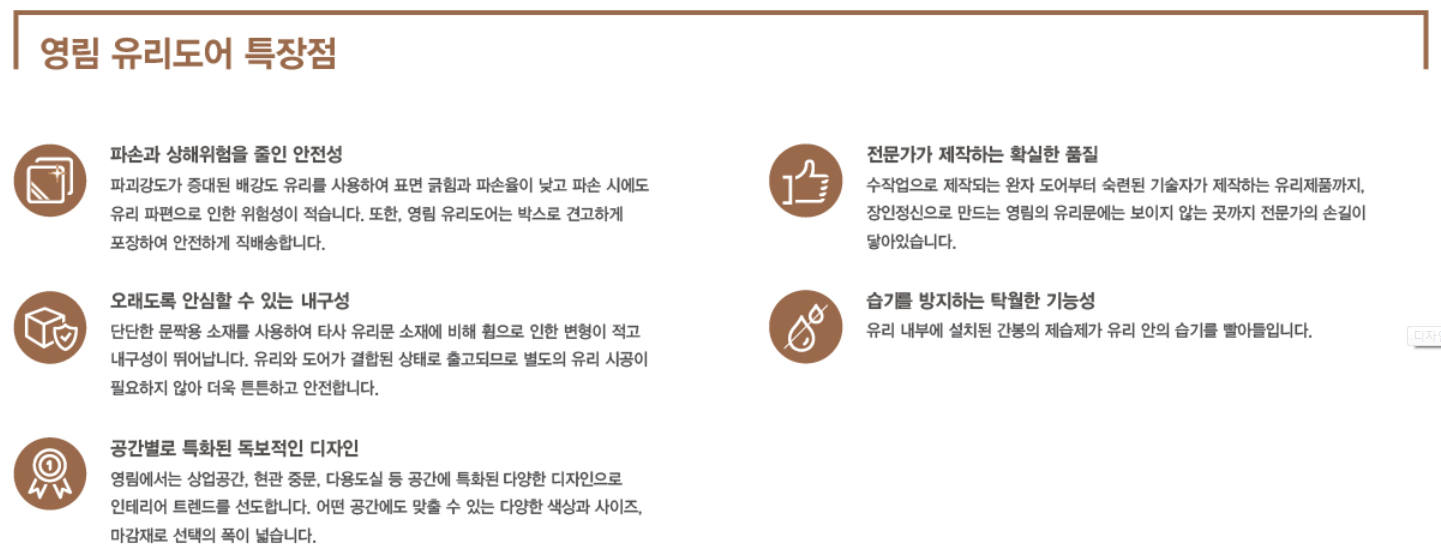 영림 유리도어 특장점
파손과 상해위험을 줄인 안전성
파괴강도가 증대된 배강도 유리를 사용하여 표면 긁힘과 파손율이 낮고 파손 시에도
유리 파편으로 인한 위험성이 적습니다. 또한, 영림 유리도어는 박스로 견고하게
포장하여 안전하게 직배송합니다.
오래도록 안심할 수 있는 내구성
단단한 문짝용 소재를 사용하여 타사 유리문 소재에 비해 휨으로 인한 변형이 적고
내구성이 뛰어납니다. 유리와 도어가 결합된 상태로 출고되므로 별도의 유리 시공이
필요하지 않아 더욱 튼튼하고 안전합니다.
1
공간별로 특화된 독보적인 디자인
영림에서는 상업공간, 현관 중문, 다용도실 등 공간에 특화된 다양한 디자인으로
인테리어 트렌드를 선도합니다. 어떤 공간에도 맞출 수 있는 다양한 색상과 사이즈,
마감재로 선택의 폭이 넓습니다.
전문가가 제작하는 확실한 품질
수작업으로 제작되는 완자 도어부터 숙련된 기술자가 제작하는 유리제품까지,
장인정신으로 만드는 영림의 유리문에는 보이지 않는 곳까지 전문가의 손길이
닿아있습니다.
습기를 방지하는 탁월한 기능성
유리 내부에 설치된 간봉의 제습제가 유리 안의 습기를 빨아들입니다.